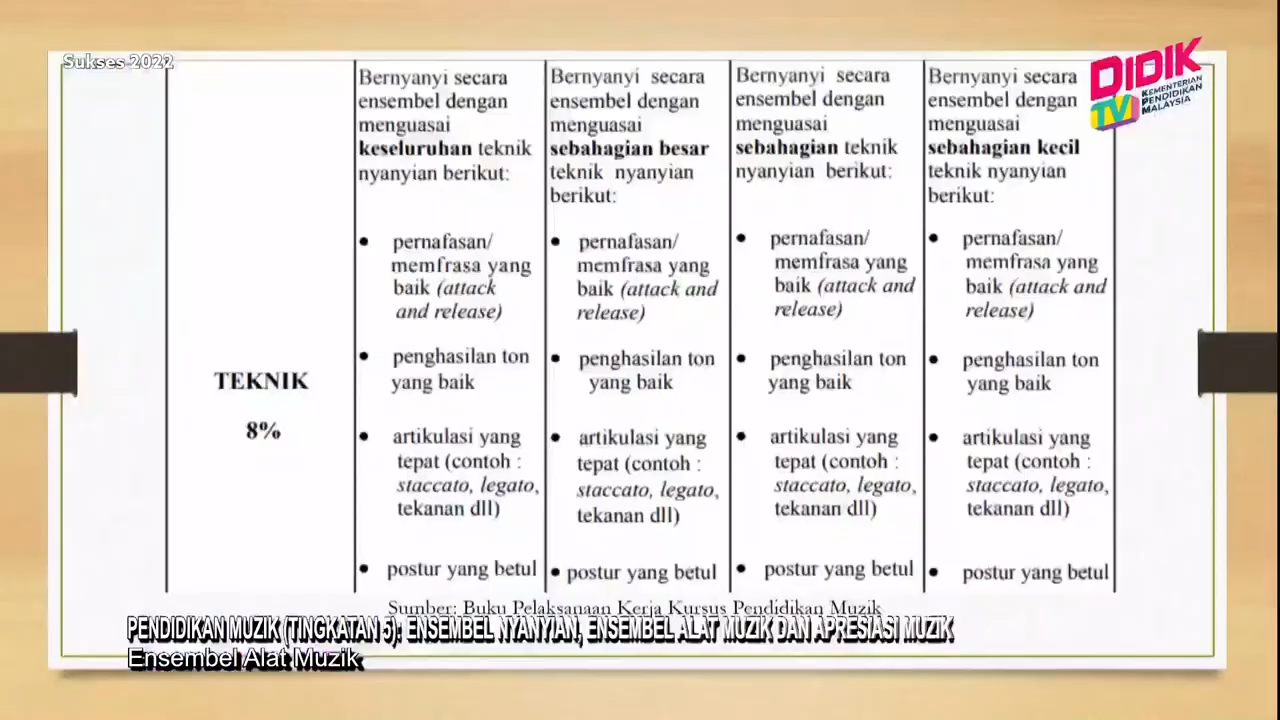 Sukses 2022
DIDIK
TV
KEMENTERIAN
PENDIDIKAN
MALAYSIA
TEKNIK
8%
Bernyanyi secara
ensembel dengan
menguasai
keseluruhan teknik
nyanyian berikut:
• pernafasan/
memfrasa yang
baik (attack
and release)
• penghasilan ton
yang baik
• artikulasi yang
tepat (contoh :
staccato, legato,
tekanan dll)
• postur yang betul
Bernyanyi secara
ensembel dengan
menguasai
sebahagian besar
teknik nyanyian
berikut:
• pernafasan/
memfrasa yang
baik (attack and
release)
• penghasilan ton
yang baik
• artikulasi yang
tepat (contoh :
staccato, legato,
tekanan dll)
• postur yang betul
Bernyanyi secara
ensembel dengan
menguasai
sebahagian teknik
nyanyian berikut:
• pernafasan/
memfrasa yang
baik (attack and
release)
• penghasilan ton
yang baik
• artikulasi yang
tepat (contoh :
staccato, legato,
tekanan dll)
• postur yang betul
Bernyanyi secara
ensembel dengan
menguasai
sebahagian kecil
teknik nyanyian
berikut:
• pernafasan/
memfrasa yang
baik (attack and
release)
• penghasilan ton
yang baik
• artikulasi yang
tepat (contoh :
staccato, legato,
tekanan dll)
• postur yang betul
Sumber: Buku Pelaksanaan Kerja Kursus Pendidikan Muzik
PENDIDIKAN MUZIK (TINGKATAN 5): ENSEMBEL NYANYIAN, ENSEMBEL ALAT MUZIK DAN APRESIASI MUZIK
Ensembel Alat Muzik